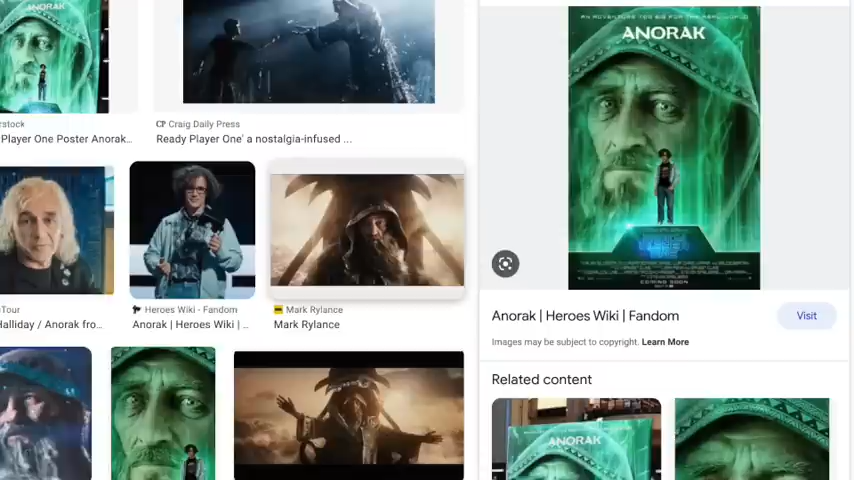 AN ADVENTURE TOO BIG FOR THE REAL WORLD
ANORAK
COMING SOON
rstock
Player One Poster Anorak...
CP Craig Daily Press
Ready Player One' a nostalgia-infused ...
Tour
Halliday / Anorak fro...
Heroes Wiki - Fandom
Anorak | Heroes Wiki | ...
Mark Rylance
Mark Rylance
Anorak | Heroes Wiki | Fandom
Visit
Images may be subject to copyright. Learn More
Related content
ANORAK